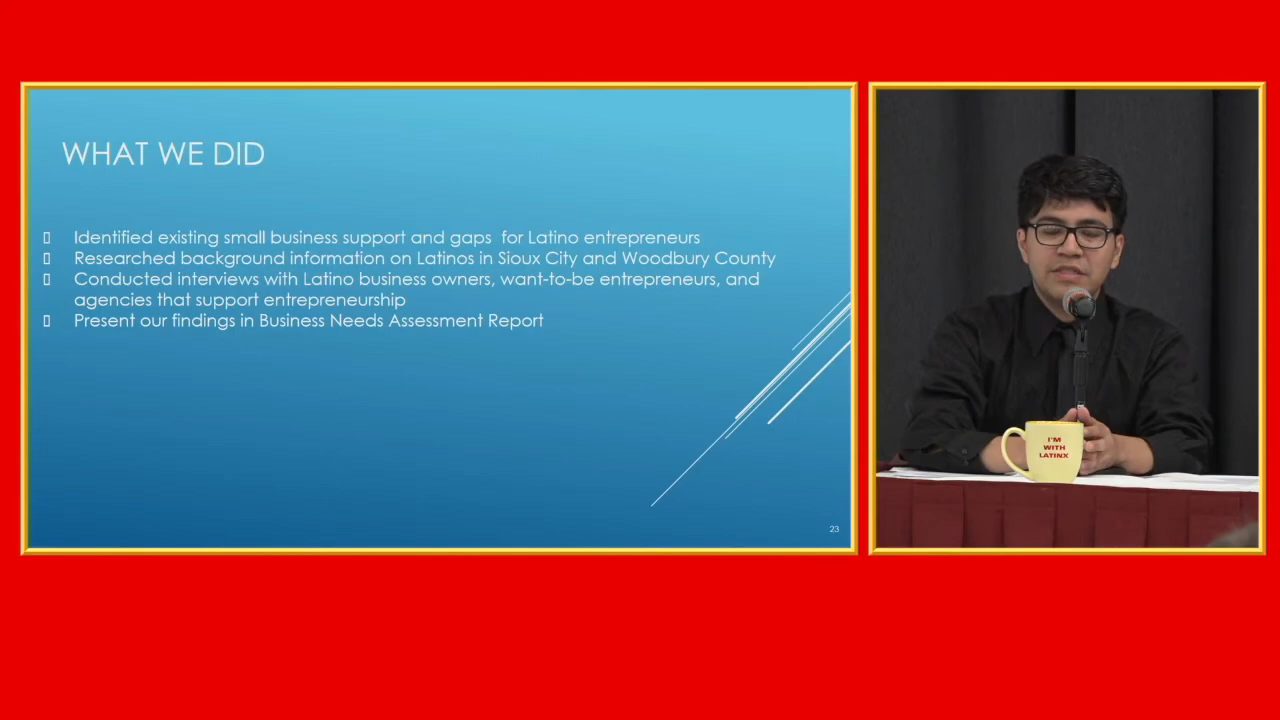 WHAT WE DID
Identified existing small business support and gaps  for Latino entrepreneurs
Researched background information on Latinos in Sioux City and Woodbury County
Conducted interviews with Latino business owners, want-to-be entrepreneurs, and
agencies that support entrepreneurship
Present our findings in Business Needs Assessment Report
23
I'M
WITH
LATINX